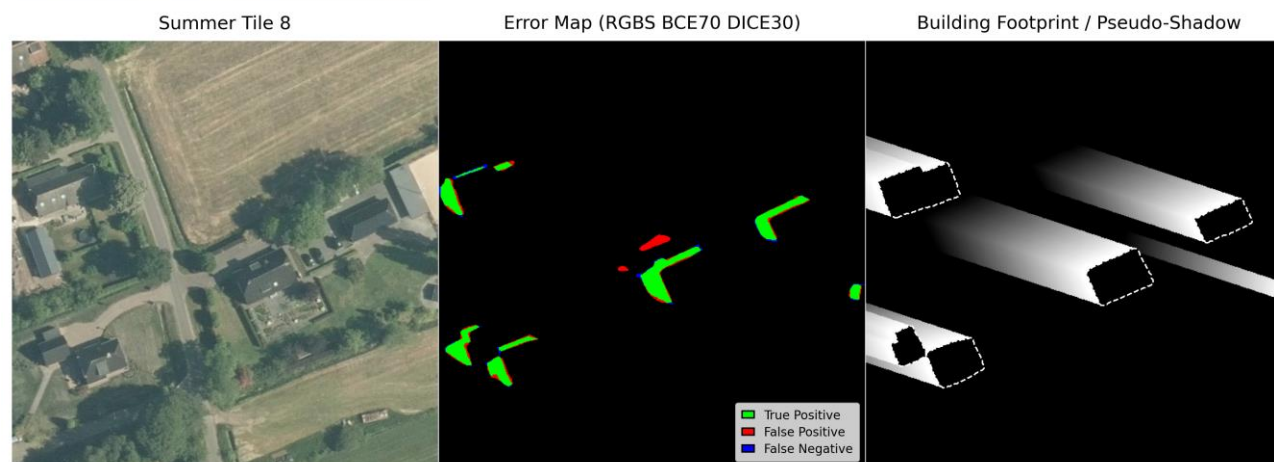 Summer Tile 8
Error Map (RGBS BCE70 DICE30)
Building Footprint / Pseudo-Shadow
True Positive
False Positive
False Negative